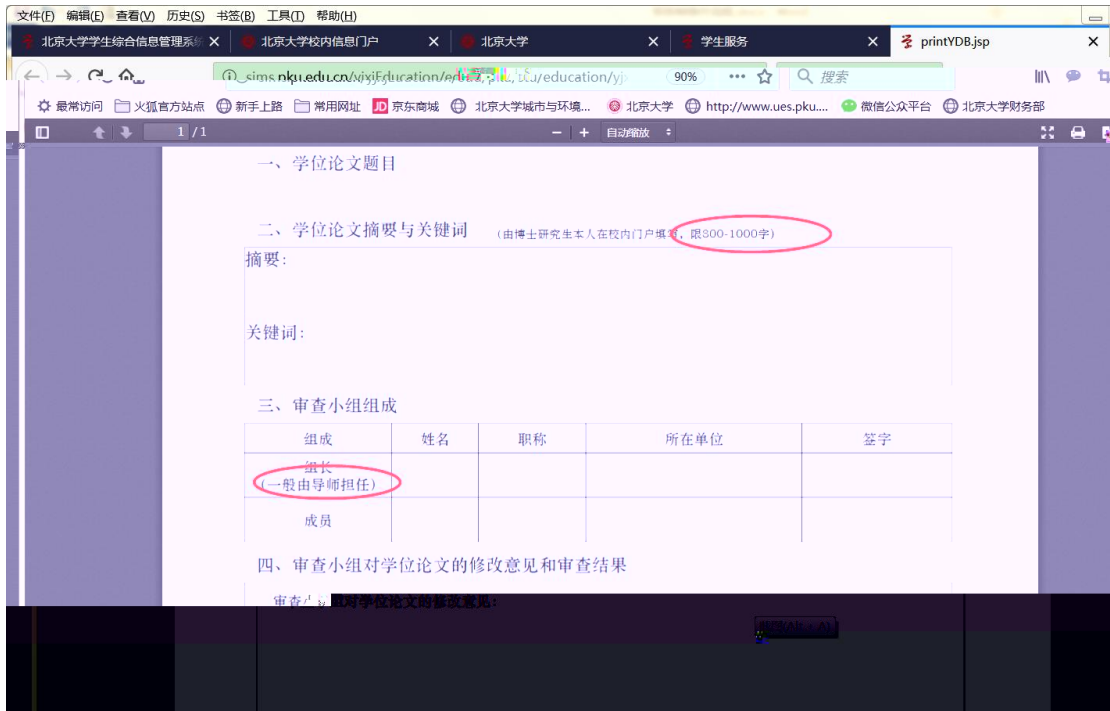 文件(F) 编辑(E) 查看(V) 历史(S) 书签(B) 工具(T) 帮助(H)
北京大学学生综合信息管理系统 北京大学校内信息门户 北京大学 学生服务 printYDB.jsp
sims.pku.edu.cn 90% 搜索
最常访问 火狐官方站点 新手上路 常用网址 JD 京东商城 北京大学城市与环境... 北京大学 http://www.ues.pku.... 微信公众平台 北京大学财务部
1 / 1 − + 自动缩放
一、学位论文题目
二、学位论文摘要与关键词 (由博士研究生本人在校内门户填写，限800-1000字)
摘要:
关键词:
三、审查小组组成
组成 姓名 职称 所在单位 签字
组长
(一般由导师担任)
成员
四、审查小组对学位论文的修改意见和审查结果
审查小组对学位论文的修改意见: